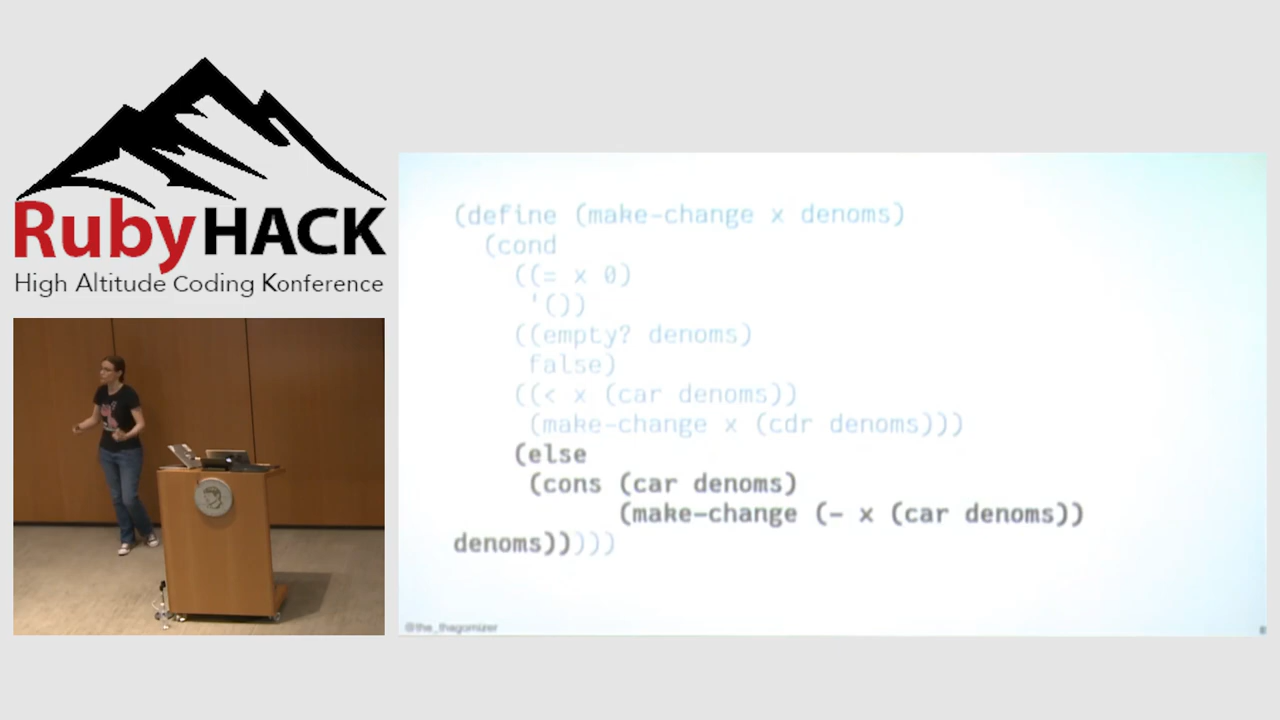 RubyHACK
High Altitude Coding Konference
(define (make-change x denoms)
(cond
((= x 0)
'())
((empty? denoms)
false)
((< x (car denoms))
(make-change x (cdr denoms)))
(else
(cons (car denoms)
(make-change (- x (car denoms))
denoms)))))
@the_thagomizer